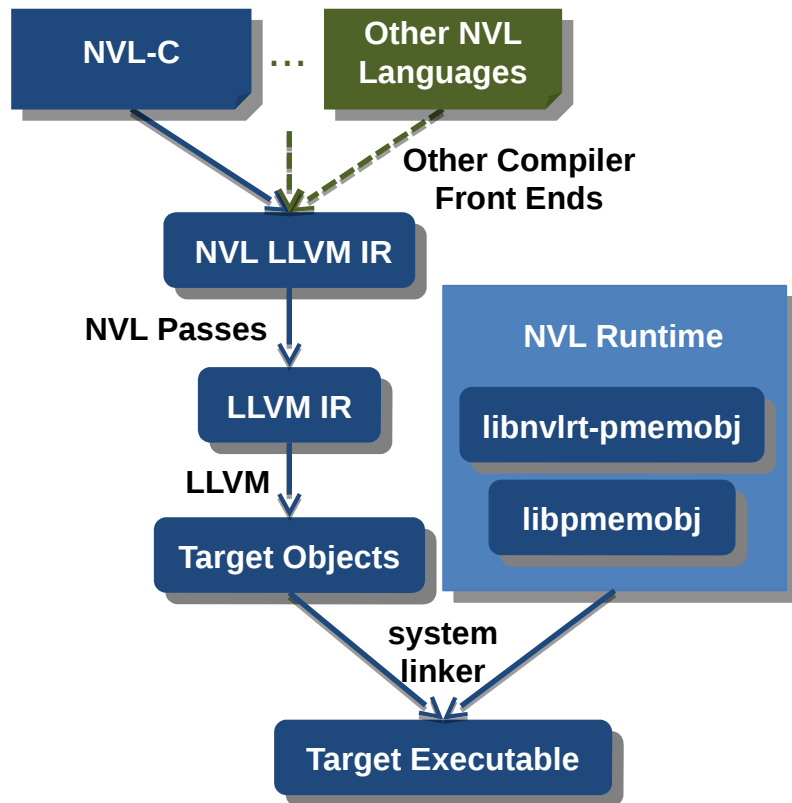 NVL-C
...
Other NVL
Languages
Other Compiler
Front Ends
NVL LLVM IR
NVL Passes
NVL Runtime
LLVM IR
libnvlrt-pmemobj
LLVM
libpmemobj
Target Objects
system
linker
Target Executable